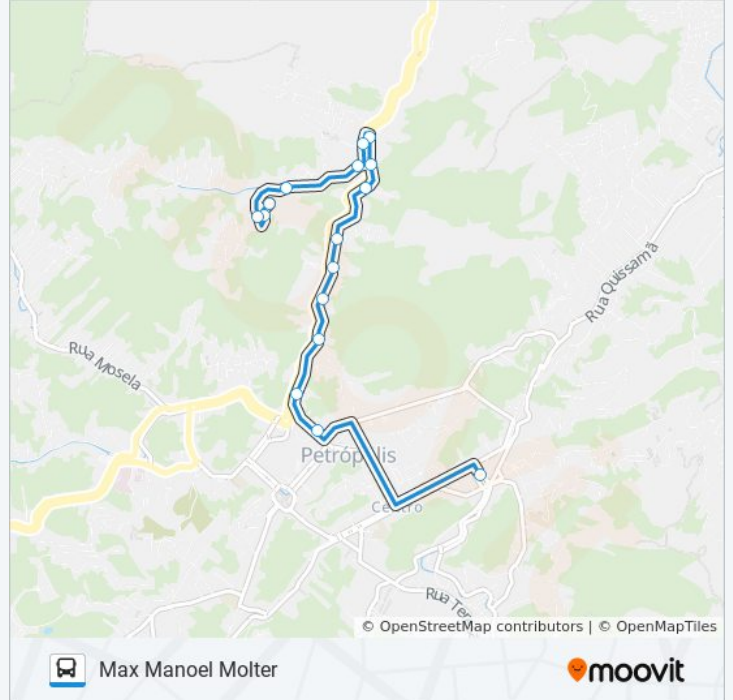 Rua Quissamã
Rua Mosela
Petrópolis
Centro
Rua Ter
© OpenStreetMap contributors | © OpenMapTiles
Max Manoel Molter
moovit